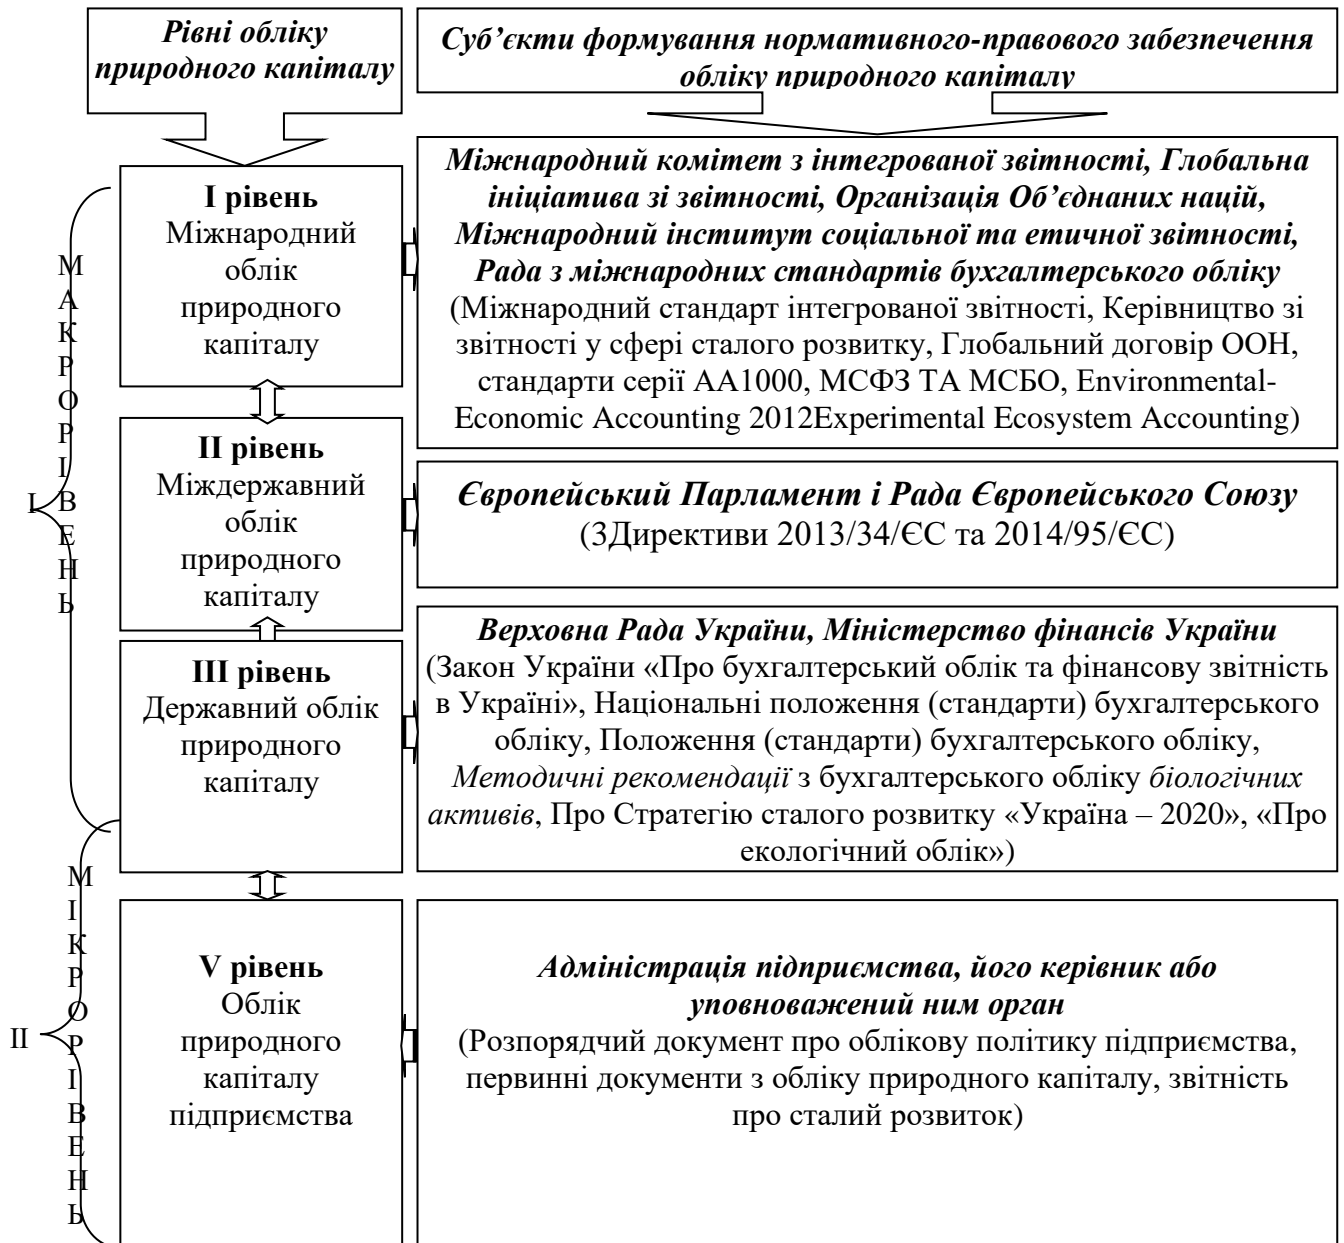 Рівні обліку
природного капіталу
Суб’єкти формування нормативного-правового забезпечення
обліку природного капіталу
I МАКРОРІВЕНЬ
I рівень
Міжнародний
облік
природного
капіталу
Міжнародний комітет з інтегрованої звітності, Глобальна
ініціатива зі звітності, Організація Об’єднаних націй,
Міжнародний інститут соціальної та етичної звітності,
Рада з міжнародних стандартів бухгалтерського обліку
(Міжнародний стандарт інтегрованої звітності, Керівництво зі
звітності у сфері сталого розвитку, Глобальний договір ООН,
стандарти серії АА1000, МСФЗ ТА МСБО, Environmental-
Economic Accounting 2012Experimental Ecosystem Accounting)
II рівень
Міждержавний
облік
природного
капіталу
Європейський Парламент і Рада Європейського Союзу
(ЗДирективи 2013/34/ЄС та 2014/95/ЄС)
III рівень
Державний облік
природного
капіталу
Верховна Рада України, Міністерство фінансів України
(Закон України «Про бухгалтерський облік та фінансову звітність
в Україні», Національні положення (стандарти) бухгалтерського
обліку, Положення (стандарти) бухгалтерського обліку,
Методичні рекомендації з бухгалтерського обліку біологічних
активів, Про Стратегію сталого розвитку «Україна – 2020», «Про
екологічний облік»)
II МІКРОРІВЕНЬ
V рівень
Облік
природного
капіталу
підприємства
Адміністрація підприємства, його керівник або
уповноважений ним орган
(Розпорядчий документ про облікову політику підприємства,
первинні документи з обліку природного капіталу, звітність
про сталий розвиток)